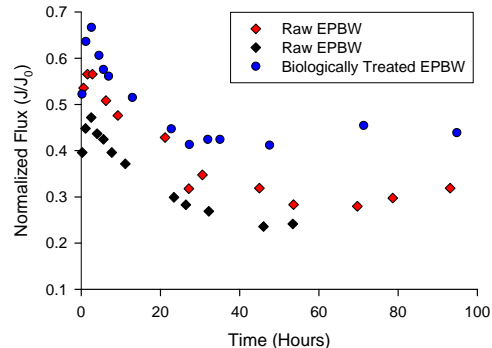 0.7
0.6
0.5
0.4
0.3
0.2
0.1
Normalized Flux (J/J0)
Raw EPBW
Raw EPBW
Biologically Treated EPBW
0 20 40 60 80 100
Time (Hours)